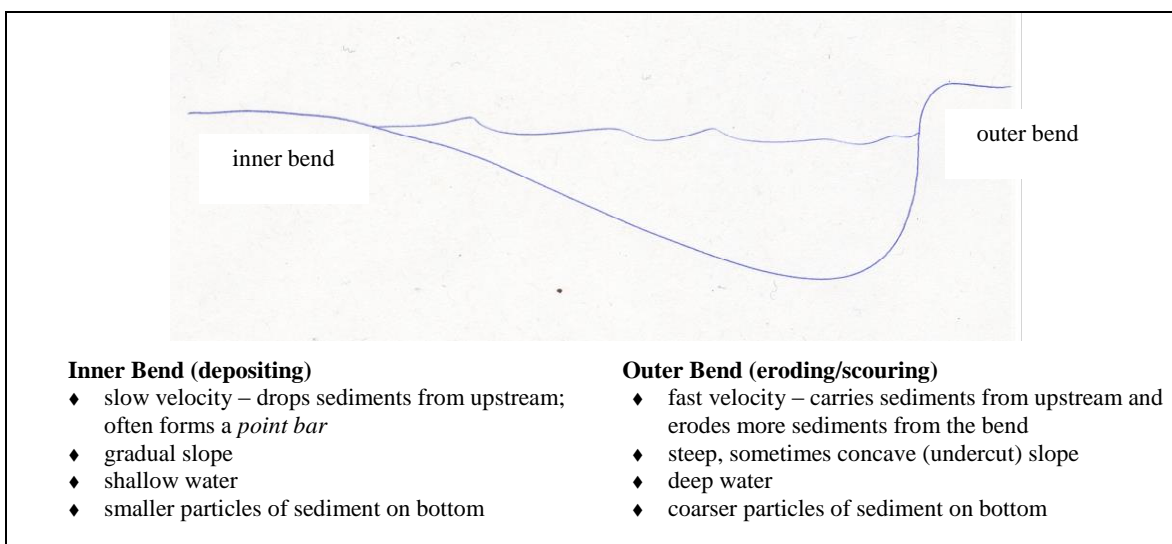 inner bend
outer bend
Inner Bend (depositing)
♦ slow velocity – drops sediments from upstream;
often forms a point bar
♦ gradual slope
♦ shallow water
♦ smaller particles of sediment on bottom
Outer Bend (eroding/scouring)
♦ fast velocity – carries sediments from upstream and
erodes more sediments from the bend
♦ steep, sometimes concave (undercut) slope
♦ deep water
♦ coarser particles of sediment on bottom